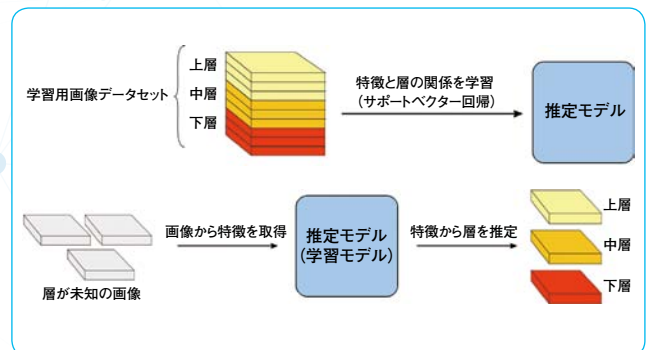 上層
学習用画像データセット
中層
下層
特徴と層の関係を学習
（サポートベクター回帰）
推定モデル
層が未知の画像
画像から特徴を取得
推定モデル
(学習モデル)
特徴から層を推定
上層
中層
下層